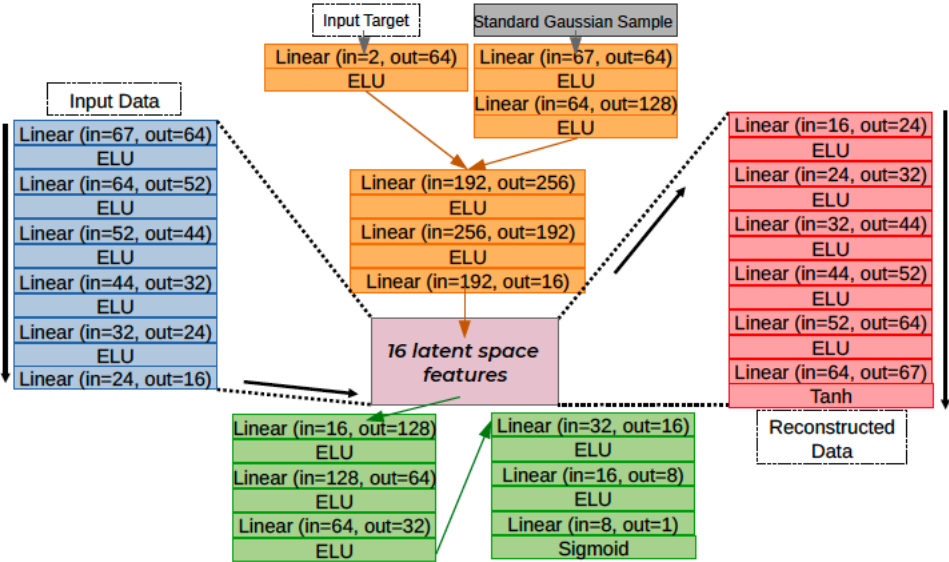 Input Target
Standard Gaussian Sample
Linear (in=2, out=64)
ELU
Linear (in=67, out=64)
ELU
Linear (in=64, out=128)
ELU
Input Data
Linear (in=67, out=64)
ELU
Linear (in=64, out=52)
ELU
Linear (in=52, out=44)
ELU
Linear (in=44, out=32)
ELU
Linear (in=32, out=24)
ELU
Linear (in=24, out=16)
Linear (in=192, out=256)
ELU
Linear (in=256, out=192)
ELU
Linear (in=192, out=16)
16 latent space
features
Linear (in=16, out=24)
ELU
Linear (in=24, out=32)
ELU
Linear (in=32, out=44)
ELU
Linear (in=44, out=52)
ELU
Linear (in=52, out=64)
ELU
Linear (in=64, out=67)
Tanh
Reconstructed
Data
Linear (in=16, out=128)
ELU
Linear (in=128, out=64)
ELU
Linear (in=64, out=32)
ELU
Linear (in=32, out=16)
ELU
Linear (in=16, out=8)
ELU
Linear (in=8, out=1)
Sigmoid